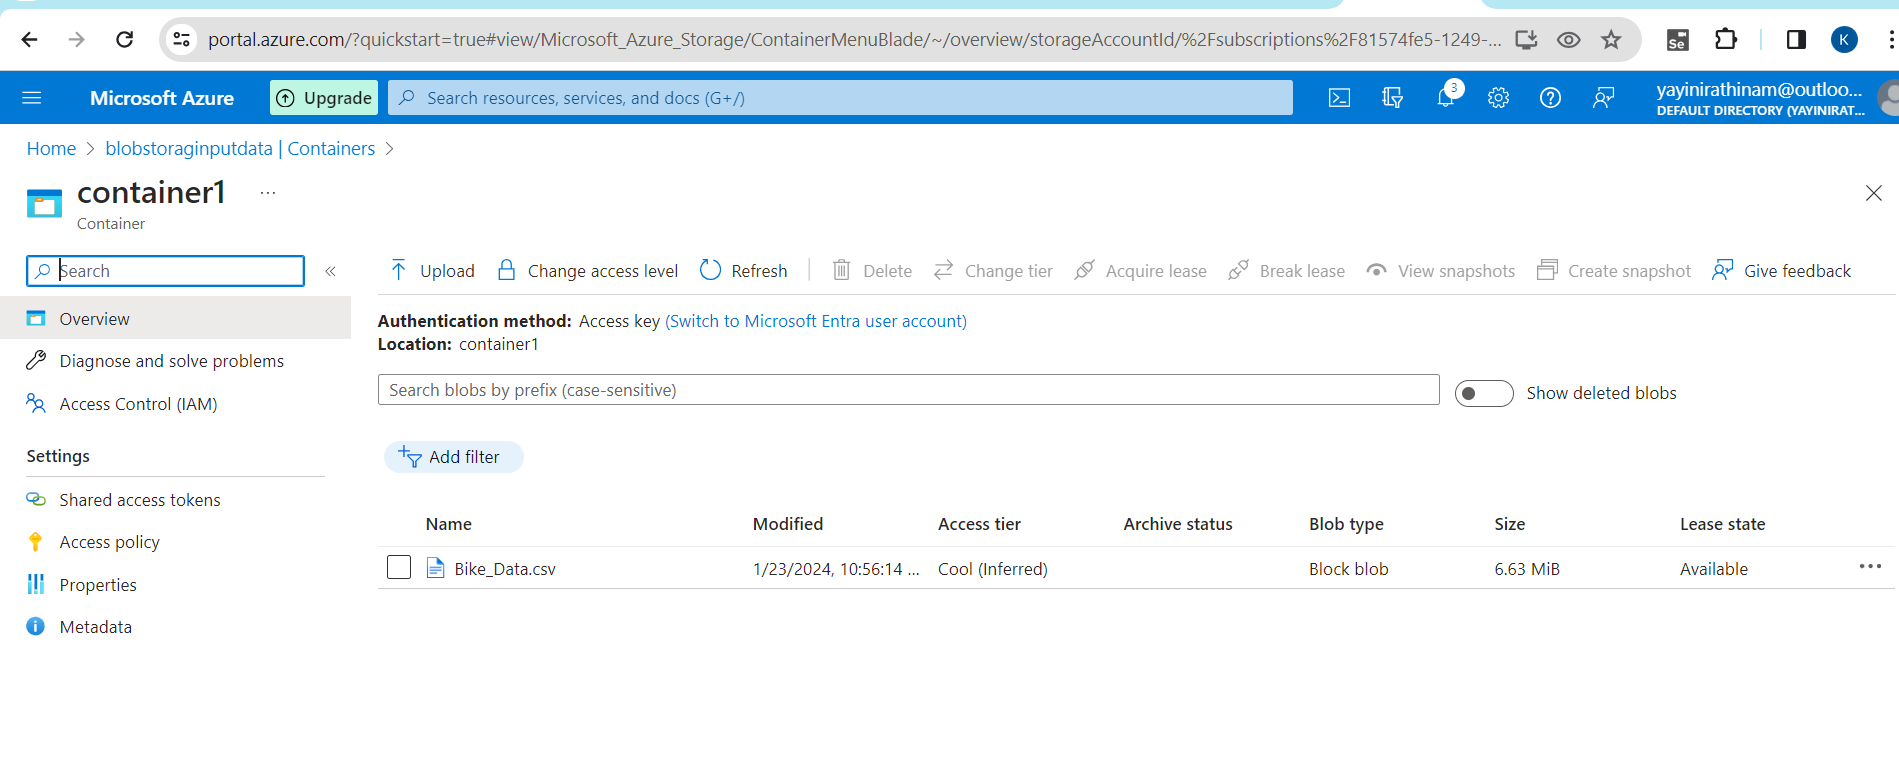 portal.azure.com/?quickstart=true#view/Microsoft_Azure_Storage/ContainerMenuBlade/~/overview/storageAccountId/%2Fsubscriptions%2F81574fe5-1249-...
Se
K
Microsoft Azure
Upgrade
Search resources, services, and docs (G+/)
3
yayinirathinam@outloo...
DEFAULT DIRECTORY (YAYINIRAT...
Home > blobstoraginputdata | Containers >
container1 ...
Container
Search
«
Upload Change access level Refresh Delete Change tier Acquire lease Break lease View snapshots Create snapshot Give feedback
Overview
Diagnose and solve problems
Access Control (IAM)
Settings
Shared access tokens
Access policy
Properties
Metadata
Authentication method: Access key (Switch to Microsoft Entra user account)
Location: container1
Search blobs by prefix (case-sensitive)
Show deleted blobs
Add filter
Name Modified Access tier Archive status Blob type Size Lease state
Bike_Data.csv 1/23/2024, 10:56:14 ... Cool (Inferred) Block blob 6.63 MiB Available ...